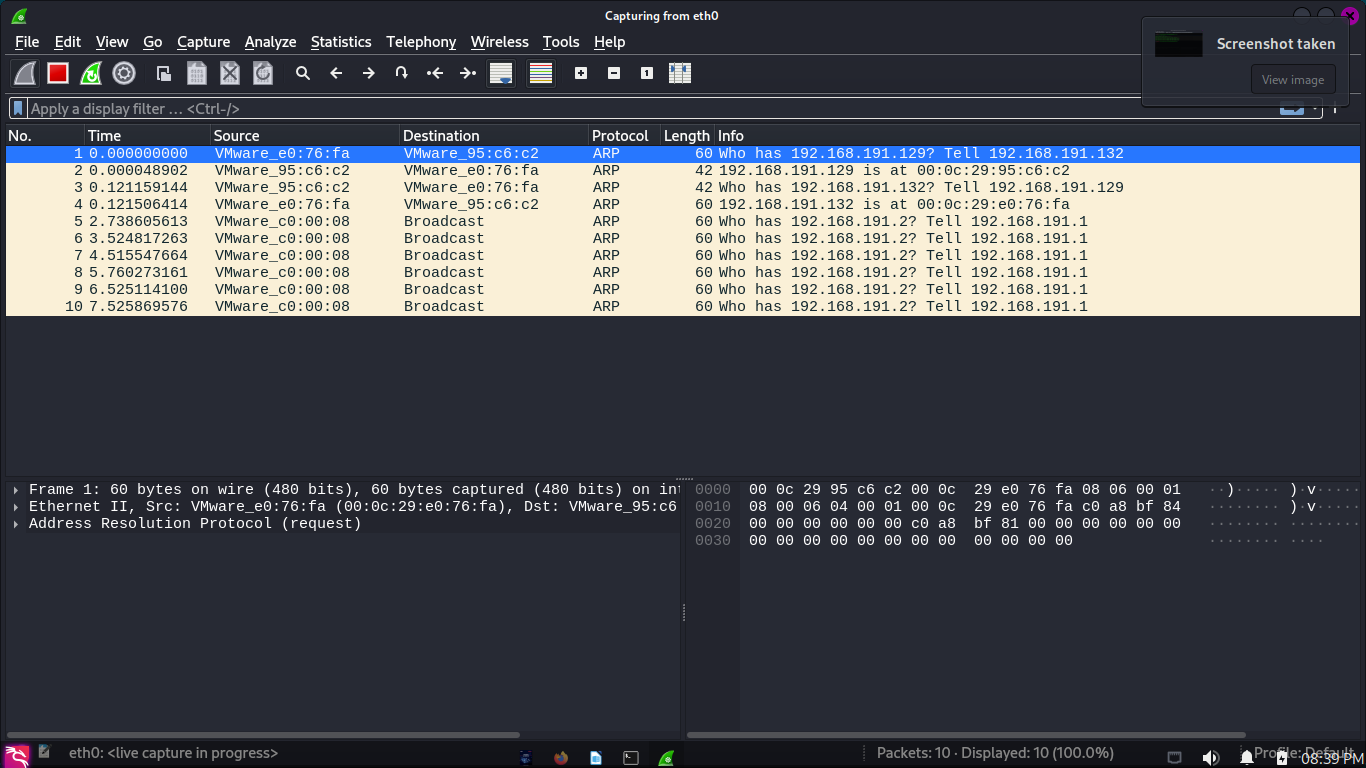 Capturing from eth0
File Edit View Go Capture Analyze Statistics Telephony Wireless Tools Help
Screenshot taken
View image
Apply a display filter … <Ctrl-/>
No. Time Source Destination Protocol Length Info
1 0.000000000 VMware_e0:76:fa VMware_95:c6:c2 ARP 60 Who has 192.168.191.129? Tell 192.168.191.132
2 0.000048902 VMware_95:c6:c2 VMware_e0:76:fa ARP 42 192.168.191.129 is at 00:0c:29:95:c6:c2
3 0.121159144 VMware_95:c6:c2 VMware_e0:76:fa ARP 42 Who has 192.168.191.132? Tell 192.168.191.129
4 0.121506414 VMware_e0:76:fa VMware_95:c6:c2 ARP 60 192.168.191.132 is at 00:0c:29:e0:76:fa
5 2.738605613 VMware_c0:00:08 Broadcast ARP 60 Who has 192.168.191.2? Tell 192.168.191.1
6 3.524817263 VMware_c0:00:08 Broadcast ARP 60 Who has 192.168.191.2? Tell 192.168.191.1
7 4.515547664 VMware_c0:00:08 Broadcast ARP 60 Who has 192.168.191.2? Tell 192.168.191.1
8 5.760273161 VMware_c0:00:08 Broadcast ARP 60 Who has 192.168.191.2? Tell 192.168.191.1
9 6.525114100 VMware_c0:00:08 Broadcast ARP 60 Who has 192.168.191.2? Tell 192.168.191.1
10 7.525869576 VMware_c0:00:08 Broadcast ARP 60 Who has 192.168.191.2? Tell 192.168.191.1
Frame 1: 60 bytes on wire (480 bits), 60 bytes captured (480 bits) on int
Ethernet II, Src: VMware_e0:76:fa (00:0c:29:e0:76:fa), Dst: VMware_95:c6
Address Resolution Protocol (request)
0000 00 0c 29 95 c6 c2 00 0c 29 e0 76 fa 08 06 00 01 ··)····· )·v·····
0010 08 00 06 04 00 01 00 0c 29 e0 76 fa c0 a8 bf 84 ········ )·v·····
0020 00 00 00 00 00 00 c0 a8 bf 81 00 00 00 00 00 00 ········ ········
0030 00 00 00 00 00 00 00 00 00 00 00 00 ········ ····
eth0: <live capture in progress>
Packets: 10 · Displayed: 10 (100.0%)
Profile: Default
08:39 PM